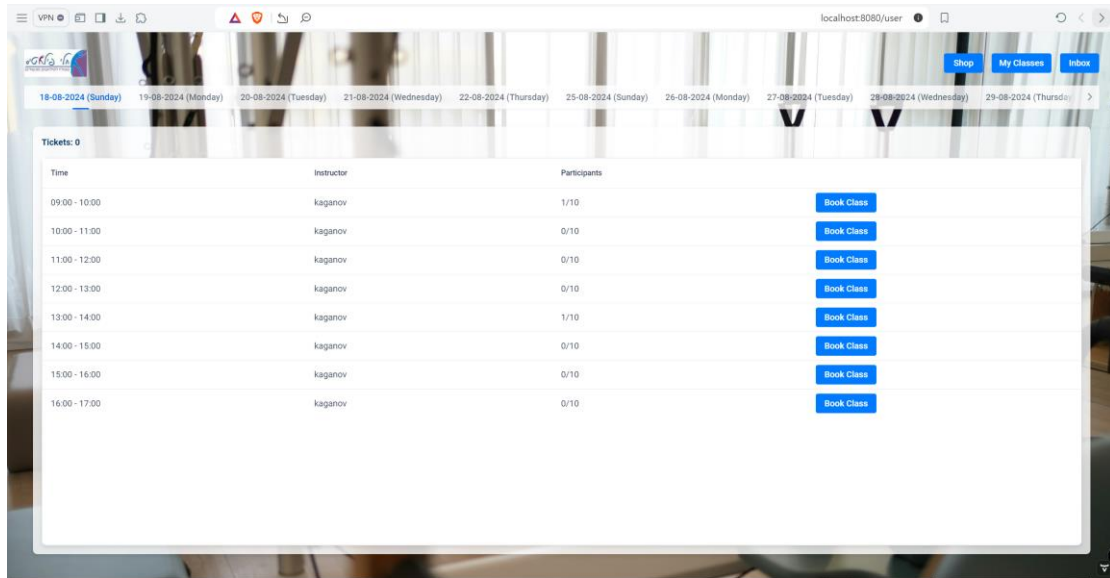 VPN
localhost:8080/user
Shop My Classes Inbox
18-08-2024 (Sunday) 19-08-2024 (Monday) 20-08-2024 (Tuesday) 21-08-2024 (Wednesday) 22-08-2024 (Thursday) 25-08-2024 (Sunday) 26-08-2024 (Monday) 27-08-2024 (Tuesday) 28-08-2024 (Wednesday) 29-08-2024 (Thursda
Tickets: 0
Time Instructor Participants
09:00 - 10:00 kaganov 1/10 Book Class
10:00 - 11:00 kaganov 0/10 Book Class
11:00 - 12:00 kaganov 0/10 Book Class
12:00 - 13:00 kaganov 0/10 Book Class
13:00 - 14:00 kaganov 1/10 Book Class
14:00 - 15:00 kaganov 0/10 Book Class
15:00 - 16:00 kaganov 0/10 Book Class
16:00 - 17:00 kaganov 0/10 Book Class